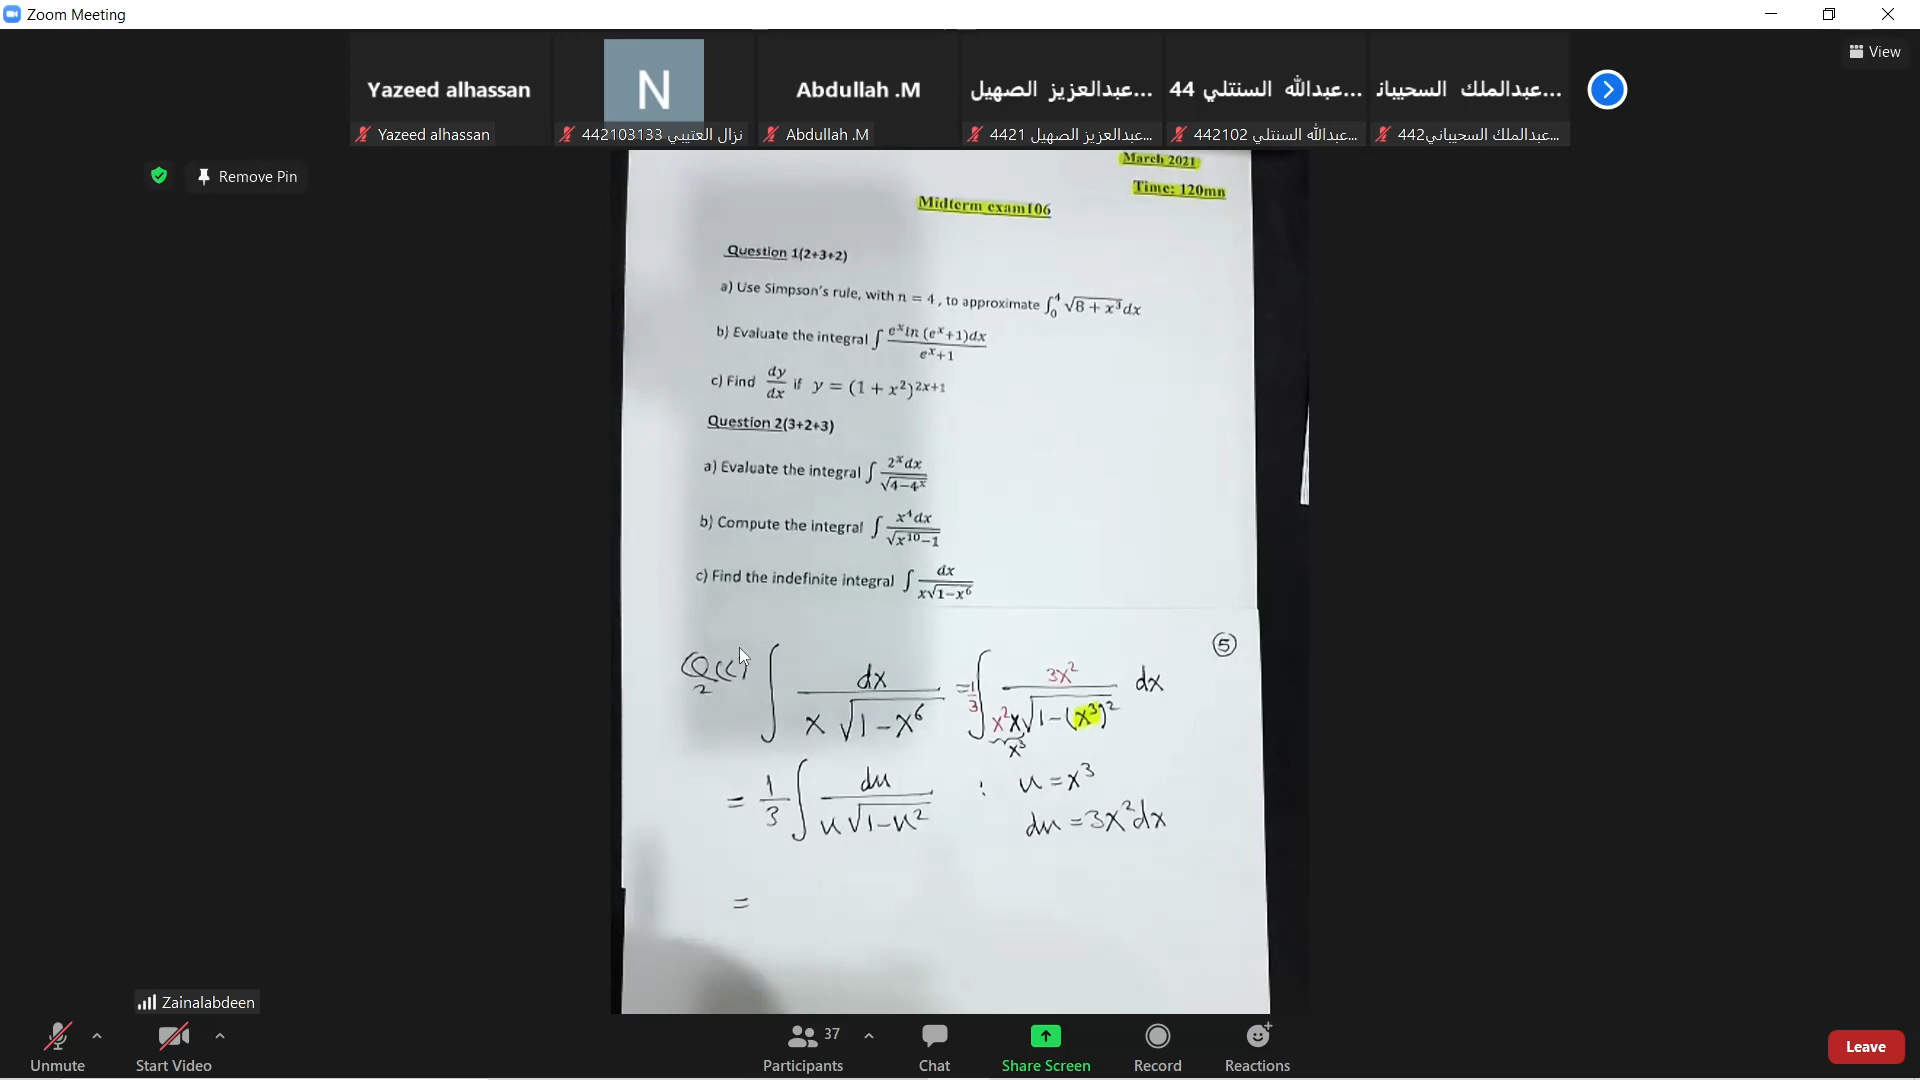 Zoom Meeting
View
Yazeed alhassan
N
Abdullah .M
عبدالعزيز الصهيل...
عبدالله السنتلي 44...
عبدالملك السحيباني...
Yazeed alhassan
442103133 نزال العتيبي
Abdullah .M
4421 عبدالعزيز الصهيل...
442102 عبدالله السنتلي...
442عبدالملك السحيباني...
Remove Pin
March 2021
Time: 120mn
Midterm exam106
Question 1(2+3+2)
a) Use Simpson's rule, with n = 4 , to approximate ∫₀⁴ √(8 + x³) dx
b) Evaluate the integral ∫ eˣ ln (eˣ+1)dx / eˣ+1
c) Find dy/dx if y = (1 + x²)²ˣ⁺¹
Question 2(3+2+3)
a) Evaluate the integral ∫ 2ˣ dx / √(4−4ˣ)
b) Compute the integral ∫ x⁴dx / √(x¹⁰−1)
c) Find the indefinite integral ∫ dx / x√(1−x⁶)
5
Q2(c) ∫ dx / x√(1−x⁶) = 1/3 ∫ 3x² / x²x√(1−(x³)²) dx
x³
= 1/3 ∫ du / u√(1−u²) : u = x³
du = 3x²dx
=
Zainalabdeen
Unmute
Start Video
37
Participants
Chat
Share Screen
Record
Reactions
Leave